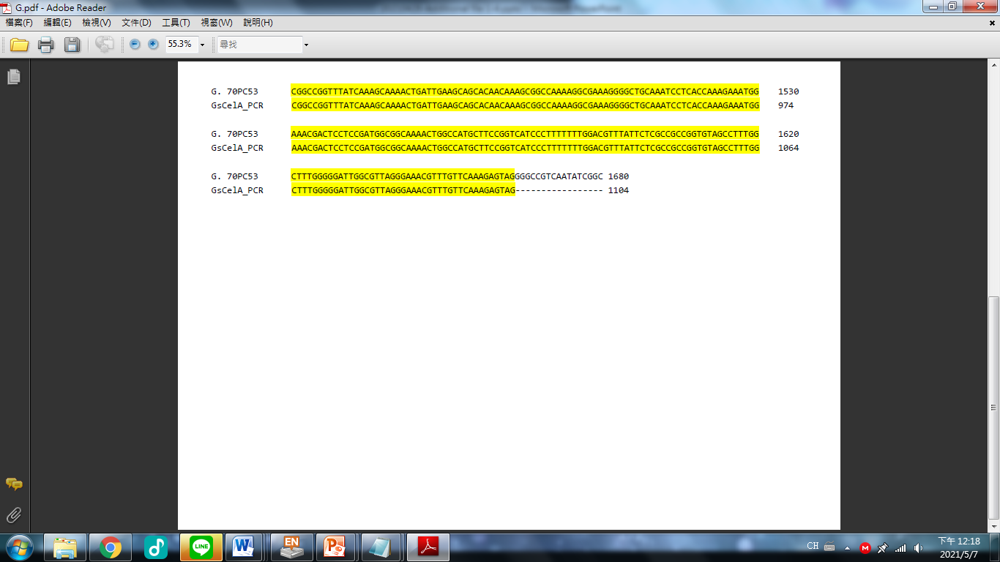 G.pdf - Adobe Reader
檔案(F) 編輯(E) 檢視(V) 文件(D) 工具(T) 視窗(W) 說明(H)
55.3% 尋找
G. 70PC53 CGGCCGGTTTATCAAAGCAAAACTGATTGAAGCAGCACAACAAAGCGGCCAAAAGGCGAAAGGGGCTGCAAATCCTCACCAAAGAAATGG 1530
GsCelA_PCR CGGCCGGTTTATCAAAGCAAAACTGATTGAAGCAGCACAACAAAGCGGCCAAAAGGCGAAAGGGGCTGCAAATCCTCACCAAAGAAATGG 974
G. 70PC53 AAACGACTCCTCCGATGGCGGCAAAACTGGCCATGCTTCCGGTCATCCCTTTTTTTGGACGTTTATTCTCGCCGCCGGTGTAGCCTTTGG 1620
GsCelA_PCR AAACGACTCCTCCGATGGCGGCAAAACTGGCCATGCTTCCGGTCATCCCTTTTTTTGGACGTTTATTCTCGCCGCCGGTGTAGCCTTTGG 1064
G. 70PC53 CTTTGGGGGATTGGCGTTAGGGAAACGTTTGTTCAAAGAGTAGGGGCCGTCAATATCGGC 1680
GsCelA_PCR CTTTGGGGGATTGGCGTTAGGGAAACGTTTGTTCAAAGAGTAG----------------- 1104
LINE
EN
CH
下午 12:18
2021/5/7